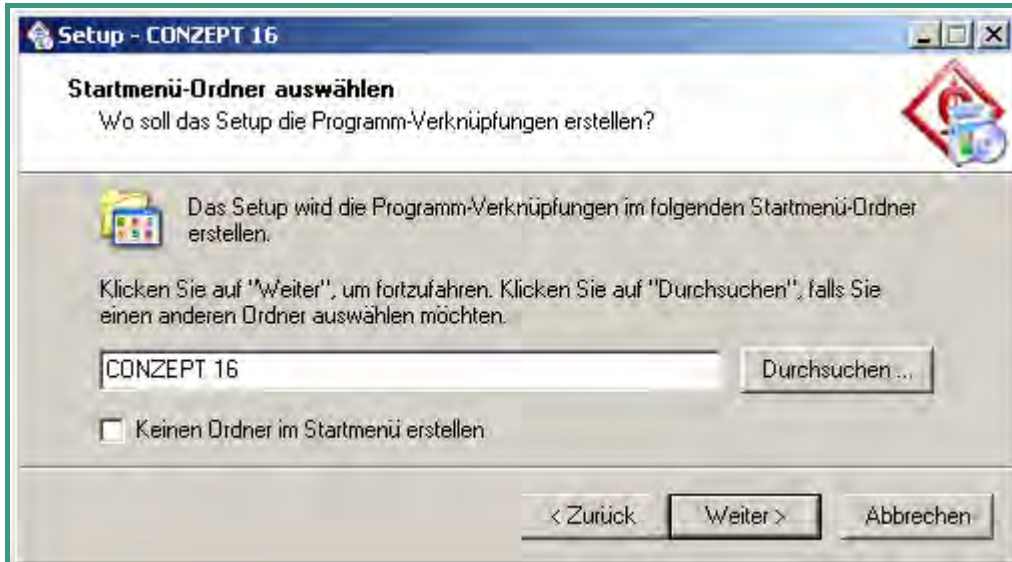 Setup - CONZEPT 16
Startmenü-Ordner auswählen
Wo soll das Setup die Programm-Verknüpfungen erstellen?
Das Setup wird die Programm-Verknüpfungen im folgenden Startmenü-Ordner
erstellen.
Klicken Sie auf "Weiter", um fortzufahren. Klicken Sie auf "Durchsuchen", falls Sie
einen anderen Ordner auswählen möchten.
CONZEPT 16
Durchsuchen ...
Keinen Ordner im Startmenü erstellen
< Zurück
Weiter >
Abbrechen